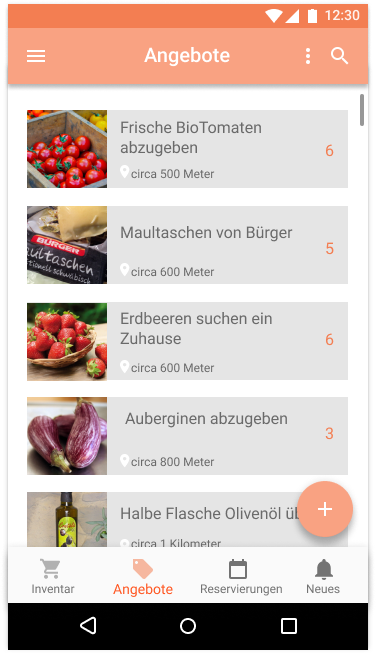 12:30
Angebote
Frische BioTomaten
abzugeben
6
circa 500 Meter
BÜRGER
Maultaschen von Bürger
5
circa 600 Meter
Erdbeeren suchen ein
Zuhause
6
circa 600 Meter
Auberginen abzugeben
3
circa 800 Meter
Halbe Flasche Olivenöl
circa 1 Kilometer
Inventar
Angebote
Reservierungen
Neues